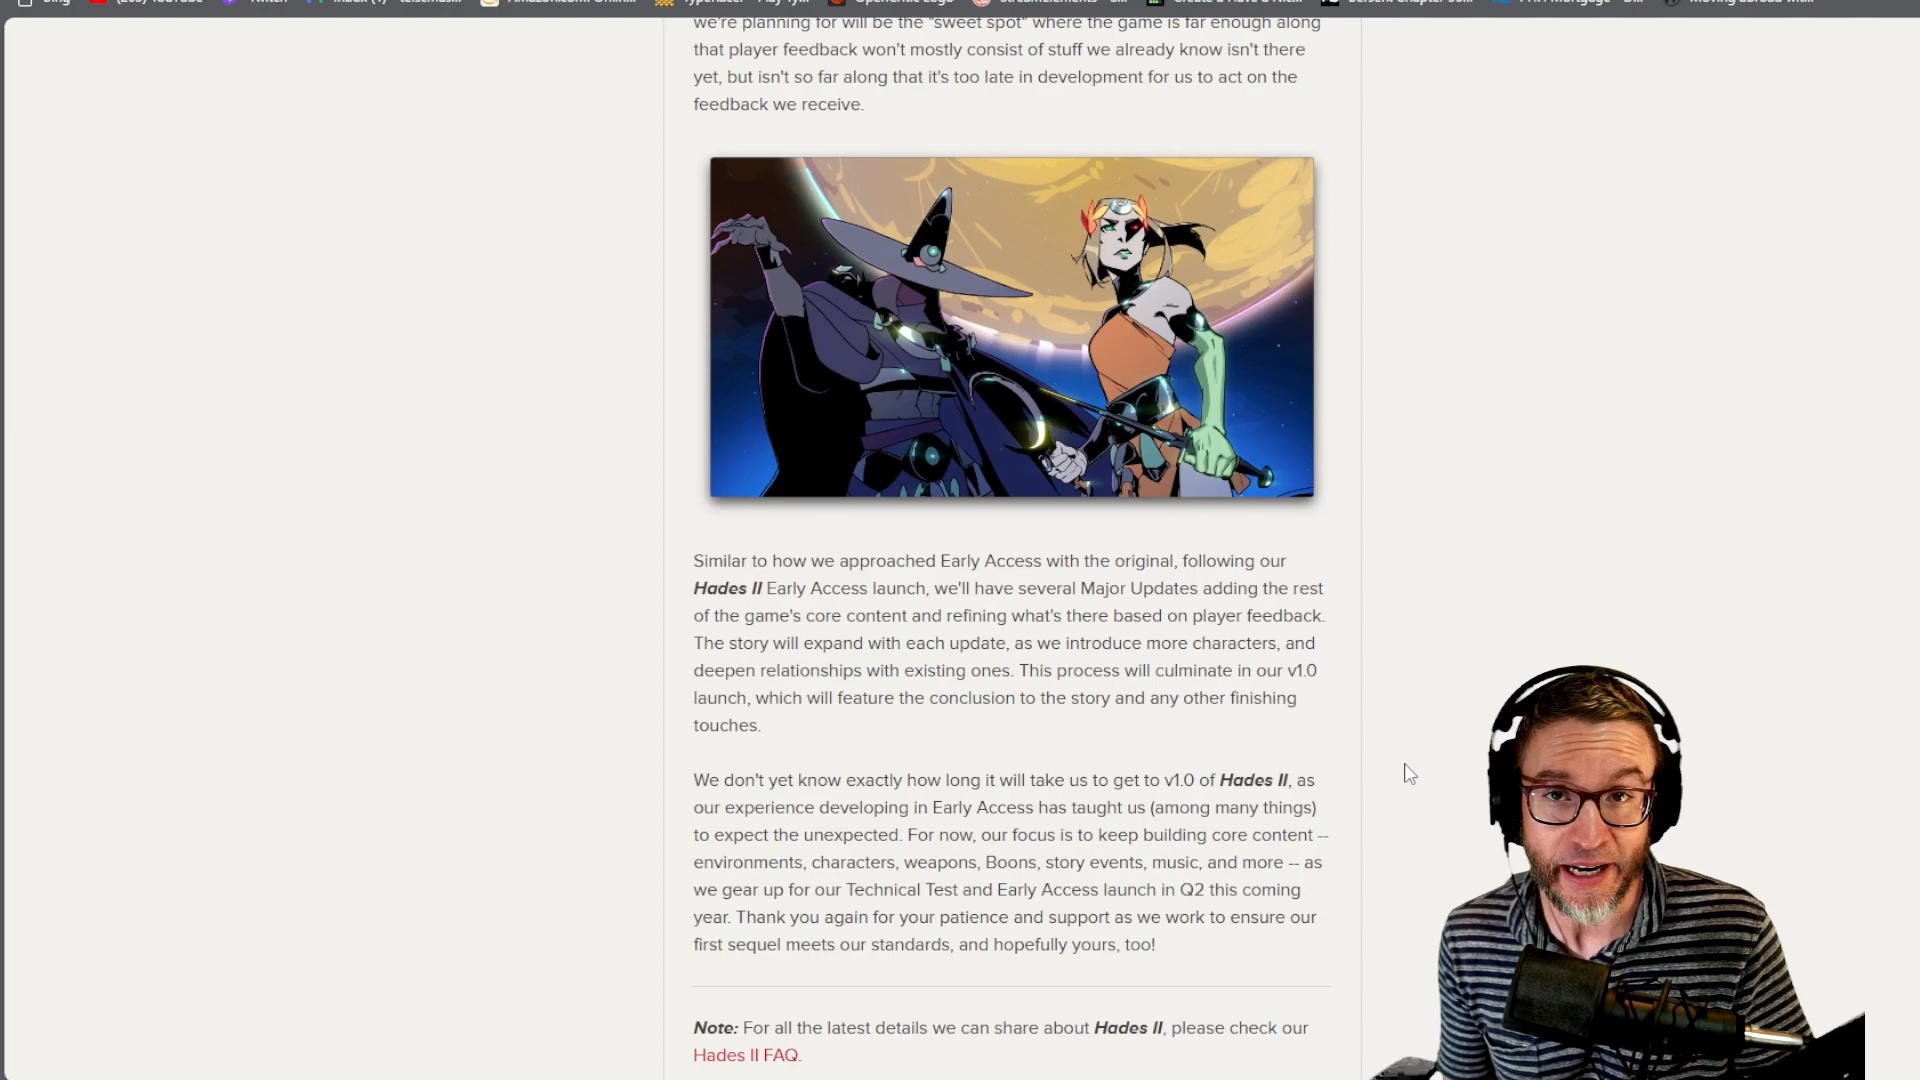 we're planning for will be the "sweet spot" where the game is far enough along
that player feedback won't mostly consist of stuff we already know isn't there
yet, but isn't so far along that it's too late in development for us to act on the
feedback we receive.
Similar to how we approached Early Access with the original, following our
Hades II Early Access launch, we'll have several Major Updates adding the rest
of the game's core content and refining what's there based on player feedback.
The story will expand with each update, as we introduce more characters, and
deepen relationships with existing ones. This process will culminate in our v1.0
launch, which will feature the conclusion to the story and any other finishing
touches.
We don't yet know exactly how long it will take us to get to v1.0 of Hades II, as
our experience developing in Early Access has taught us (among many things)
to expect the unexpected. For now, our focus is to keep building core content --
environments, characters, weapons, Boons, story events, music, and more -- as
we gear up for our Technical Test and Early Access launch in Q2 this coming
year. Thank you again for your patience and support as we work to ensure our
first sequel meets our standards, and hopefully yours, too!
Note: For all the latest details we can share about Hades II, please check our
Hades II FAQ.